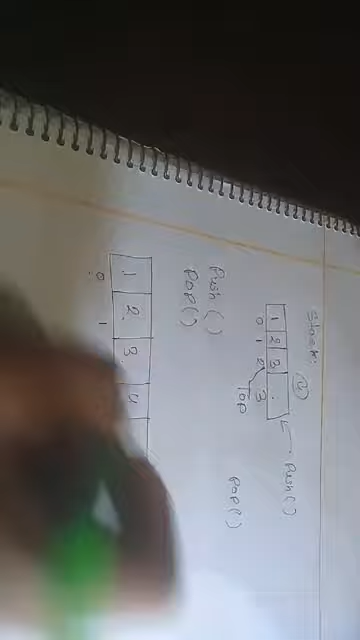 Stack:
4
1 2 3 .
0 1 2 3
Top
Push()
Pop()
Push()
Pop()
1 2 3 4
0 1